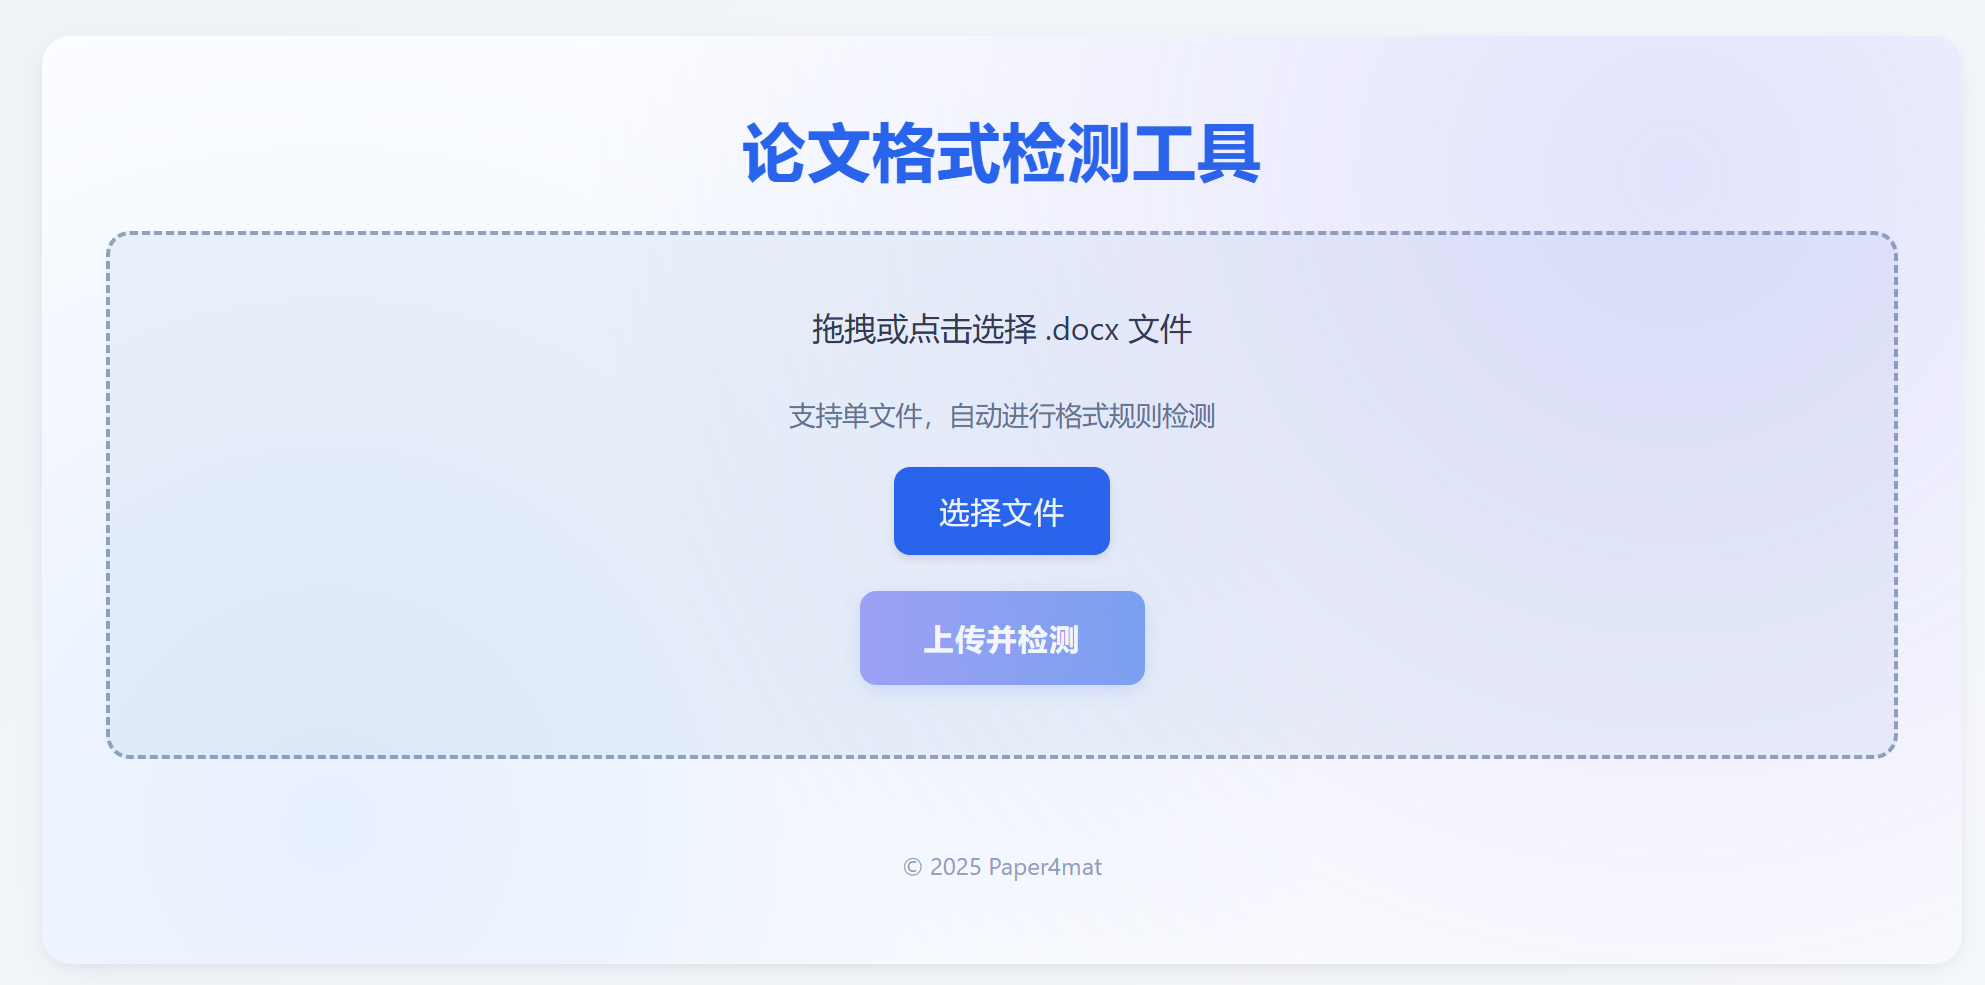 论文格式检测工具
拖拽或点击选择 .docx 文件
支持单文件，自动进行格式规则检测
选择文件
上传并检测
© 2025 Paper4mat